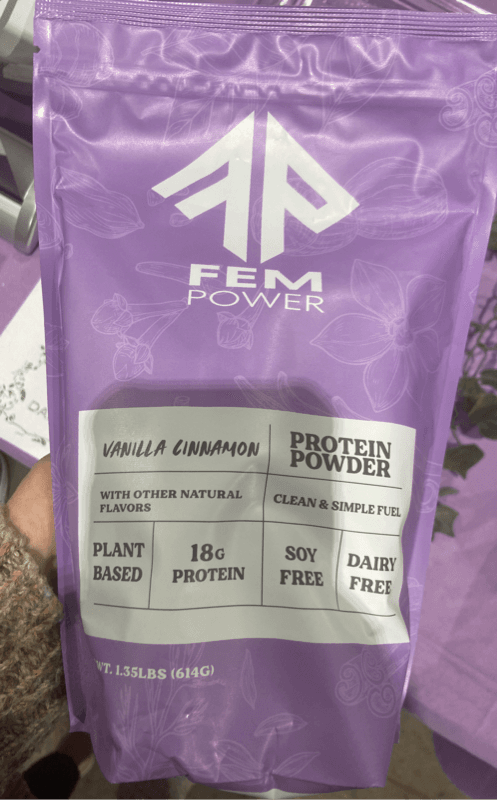 FP
FEM
POWER
VANILLA CINNAMON
PROTEIN
POWDER
WITH OTHER NATURAL
FLAVORS
CLEAN & SIMPLE FUEL
PLANT
BASED
18G
PROTEIN
SOY
FREE
DAIRY
FREE
WT. 1.35LBS (614G)